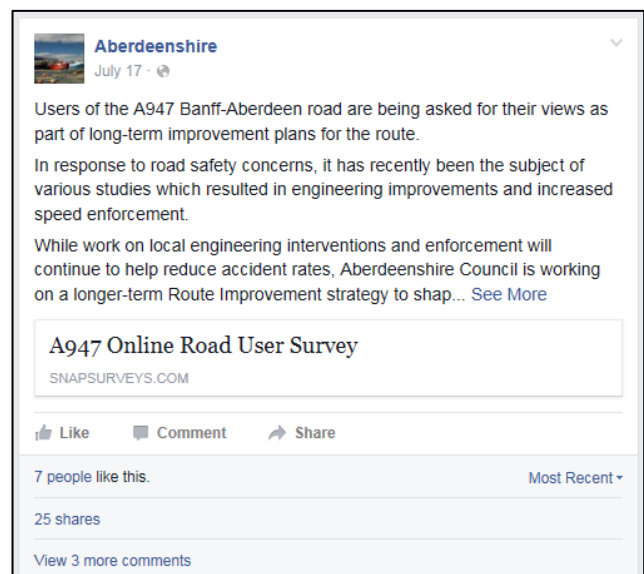 Aberdeenshire
July 17 ·
Users of the A947 Banff-Aberdeen road are being asked for their views as
part of long-term improvement plans for the route.
In response to road safety concerns, it has recently been the subject of
various studies which resulted in engineering improvements and increased
speed enforcement.
While work on local engineering interventions and enforcement will
continue to help reduce accident rates, Aberdeenshire Council is working
on a longer-term Route Improvement strategy to shap... See More
A947 Online Road User Survey
SNAPSURVEYS.COM
Like Comment Share
7 people like this. Most Recent
25 shares
View 3 more comments